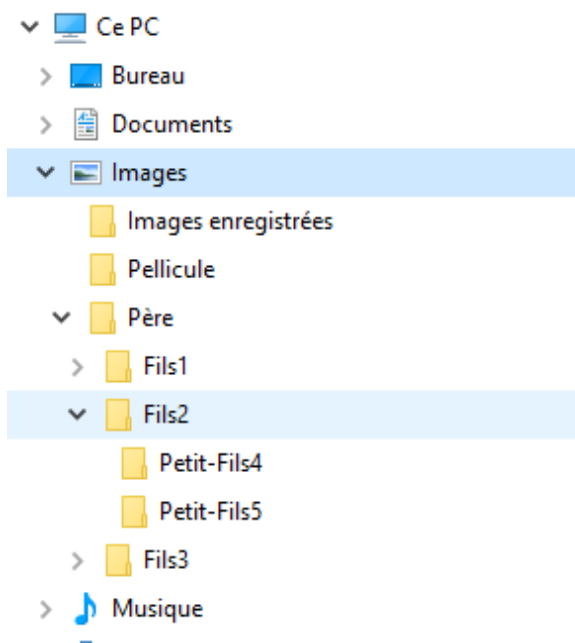 Ce PC
Bureau
Documents
Images
Images enregistrées
Pellicule
Père
Fils1
Fils2
Petit-Fils4
Petit-Fils5
Fils3
Musique